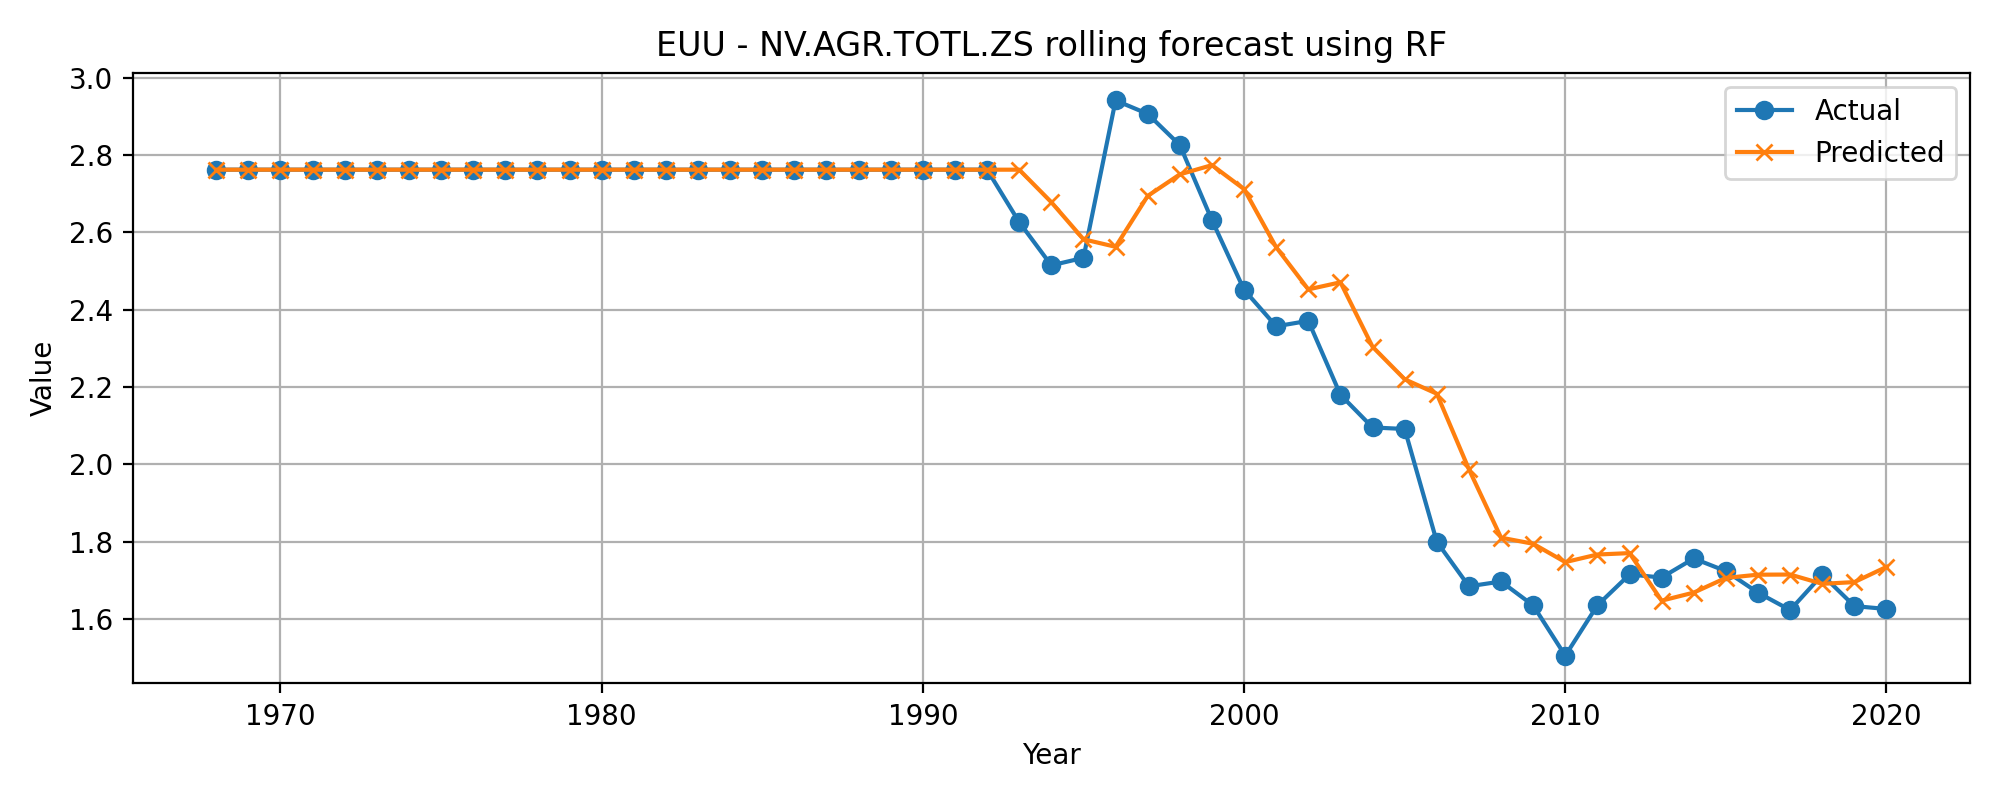 EUU - NV.AGR.TOTL.ZS rolling forecast using RF
Actual
Predicted
Value
3.0
2.8
2.6
2.4
2.2
2.0
1.8
1.6
1970 1980 1990 2000 2010 2020
Year